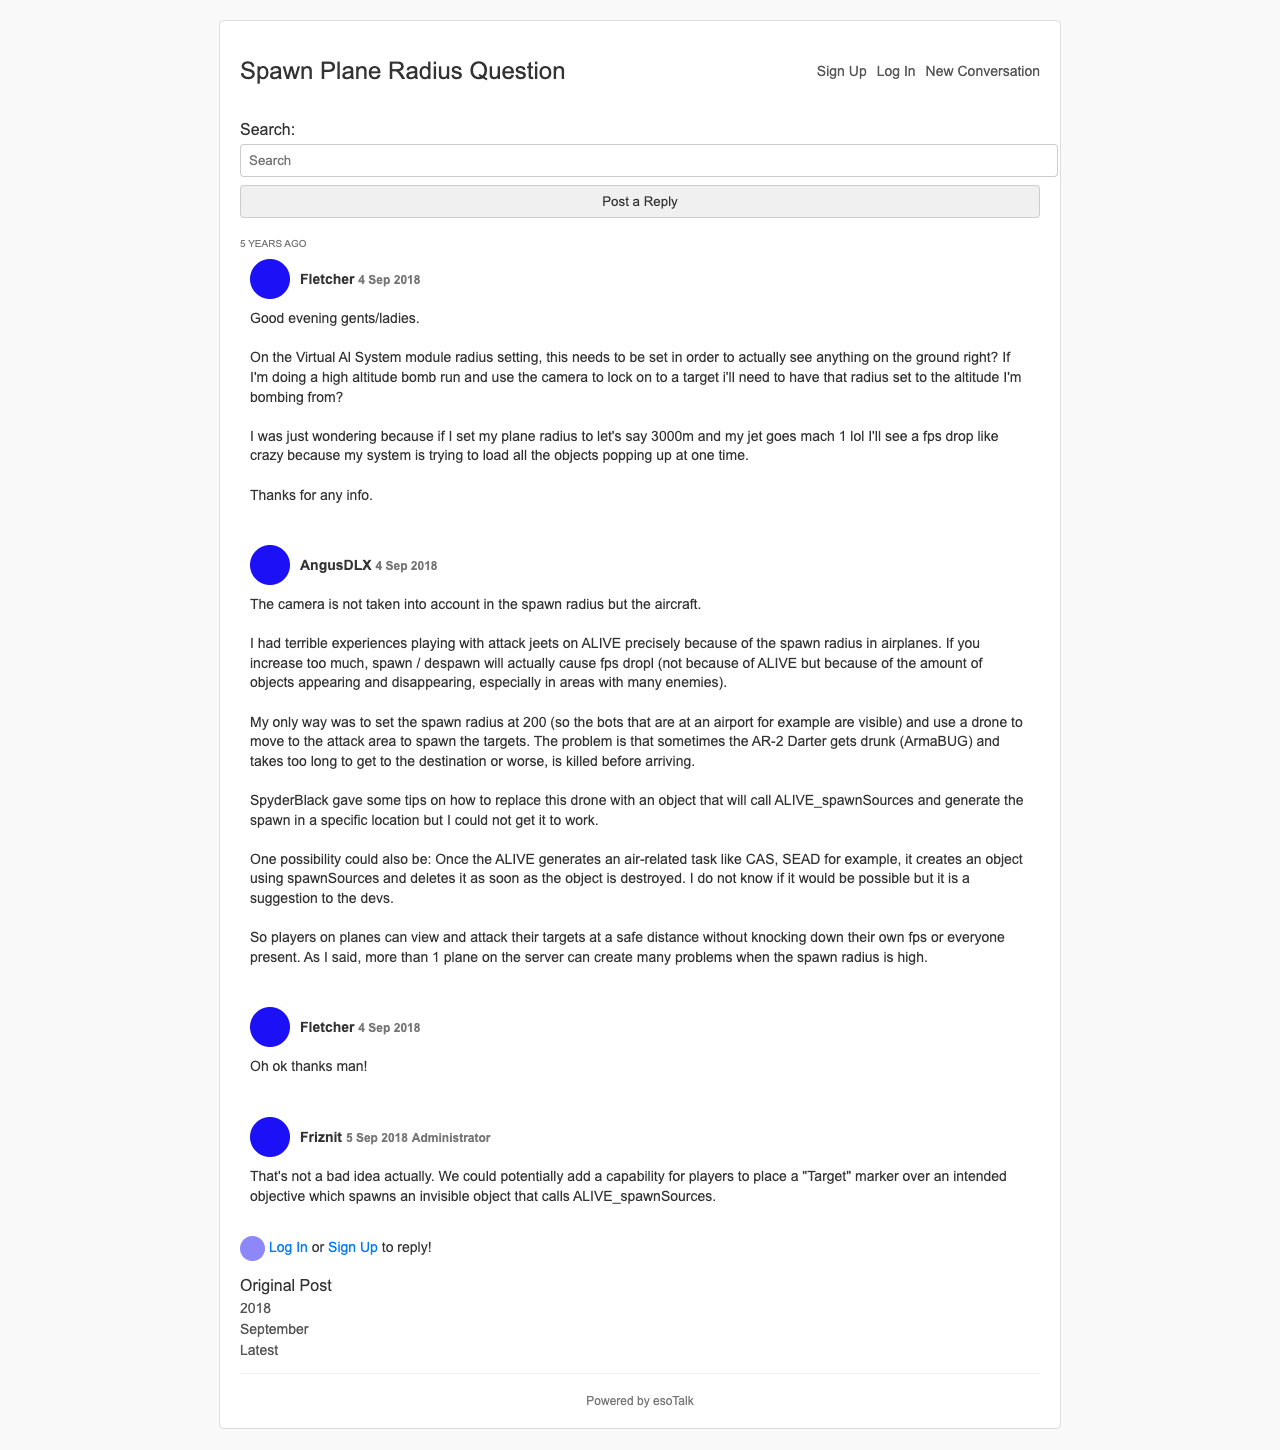 Spawn Plane Radius Question
Sign Up Log In New Conversation
Search:
Search
Post a Reply
5 YEARS AGO
Fletcher 4 Sep 2018
Good evening gents/ladies.
On the Virtual AI System module radius setting, this needs to be set in order to actually see anything on the ground right? If
I'm doing a high altitude bomb run and use the camera to lock on to a target i'll need to have that radius set to the altitude I'm
bombing from?
I was just wondering because if I set my plane radius to let's say 3000m and my jet goes mach 1 lol I'll see a fps drop like
crazy because my system is trying to load all the objects popping up at one time.
Thanks for any info.
AngusDLX 4 Sep 2018
The camera is not taken into account in the spawn radius but the aircraft.
I had terrible experiences playing with attack jeets on ALIVE precisely because of the spawn radius in airplanes. If you
increase too much, spawn / despawn will actually cause fps dropl (not because of ALIVE but because of the amount of
objects appearing and disappearing, especially in areas with many enemies).
My only way was to set the spawn radius at 200 (so the bots that are at an airport for example are visible) and use a drone to
move to the attack area to spawn the targets. The problem is that sometimes the AR-2 Darter gets drunk (ArmaBUG) and
takes too long to get to the destination or worse, is killed before arriving.
SpyderBlack gave some tips on how to replace this drone with an object that will call ALIVE_spawnSources and generate the
spawn in a specific location but I could not get it to work.
One possibility could also be: Once the ALIVE generates an air-related task like CAS, SEAD for example, it creates an object
using spawnSources and deletes it as soon as the object is destroyed. I do not know if it would be possible but it is a
suggestion to the devs.
So players on planes can view and attack their targets at a safe distance without knocking down their own fps or everyone
present. As I said, more than 1 plane on the server can create many problems when the spawn radius is high.
Fletcher 4 Sep 2018
Oh ok thanks man!
Friznit 5 Sep 2018 Administrator
That's not a bad idea actually. We could potentially add a capability for players to place a "Target" marker over an intended
objective which spawns an invisible object that calls ALIVE_spawnSources.
Log In or Sign Up to reply!
Original Post
2018
September
Latest
Powered by esoTalk